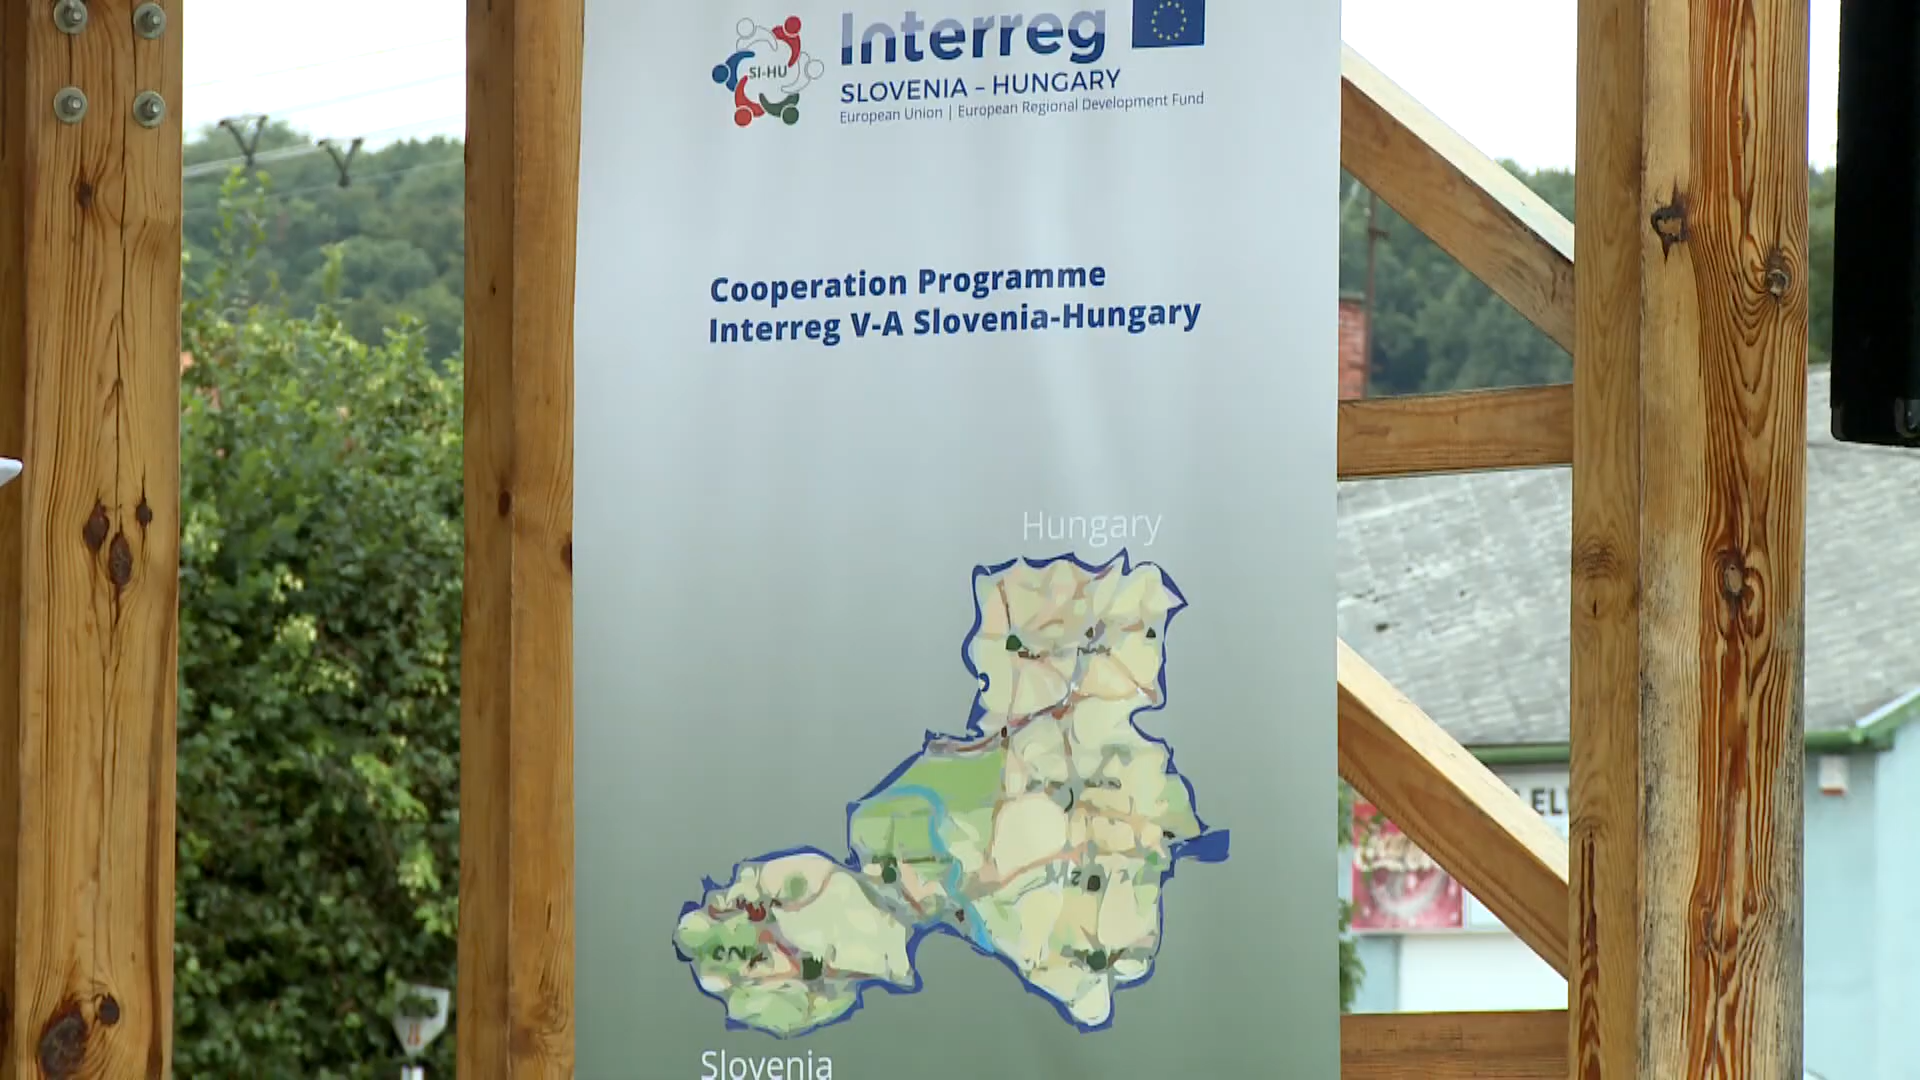 SI-HU
Interreg
SLOVENIA – HUNGARY
European Union | European Regional Development Fund
Cooperation Programme
Interreg V-A Slovenia-Hungary
Hungary
Slovenia